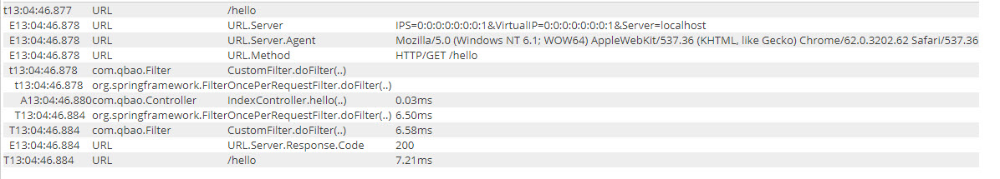 t13:04:46.877 URL /hello
E13:04:46.878 URL URL.Server IPS=0:0:0:0:0:0:0:1&VirtualIP=0:0:0:0:0:0:0:1&Server=localhost
E13:04:46.878 URL URL.Server.Agent Mozilla/5.0 (Windows NT 6.1; WOW64) AppleWebKit/537.36 (KHTML, like Gecko) Chrome/62.0.3202.62 Safari/537.36
E13:04:46.878 URL URL.Method HTTP/GET /hello
t13:04:46.878 com.qbao.Filter CustomFilter.doFilter(..)
t13:04:46.878 org.springframework.FilterOncePerRequestFilter.doFilter(..)
A13:04:46.880com.qbao.Controller IndexController.hello(..) 0.03ms
T13:04:46.884 org.springframework.FilterOncePerRequestFilter.doFilter(..) 6.50ms
T13:04:46.884 com.qbao.Filter CustomFilter.doFilter(..) 6.58ms
E13:04:46.884 URL URL.Server.Response.Code 200
T13:04:46.884 URL /hello 7.21ms